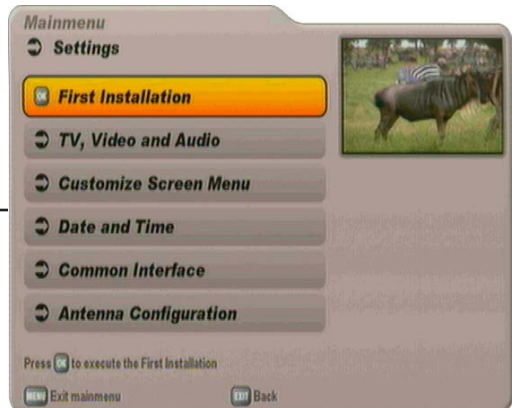 Mainmenu
Settings
OK First Installation
TV, Video and Audio
Customize Screen Menu
Date and Time
Common Interface
Antenna Configuration
Press OK to execute the First Installation
MENU Exit mainmenu EXIT Back